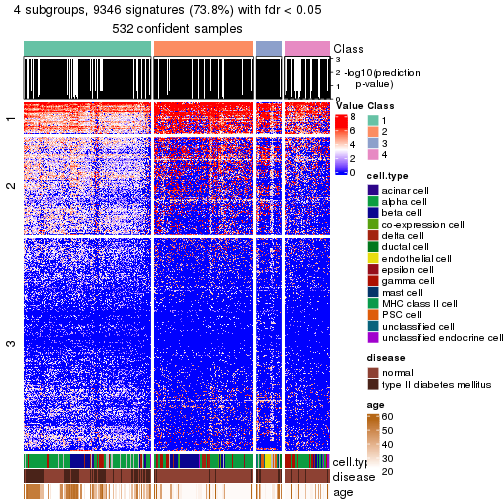 4 subgroups, 9346 signatures (73.8%) with fdr < 0.05
532 confident samples
Class
3
2
1
0
-log10(prediction
p-value)
1
2
3
Value
8
6
4
2
0
Class
1
2
3
4
cell.type
acinar cell
alpha cell
beta cell
co-expression cell
delta cell
ductal cell
endothelial cell
epsilon cell
gamma cell
mast cell
MHC class II cell
PSC cell
unclassified cell
unclassified endocrine cell
disease
normal
type II diabetes mellitus
age
60
50
40
30
20
cell.ty
disease
age